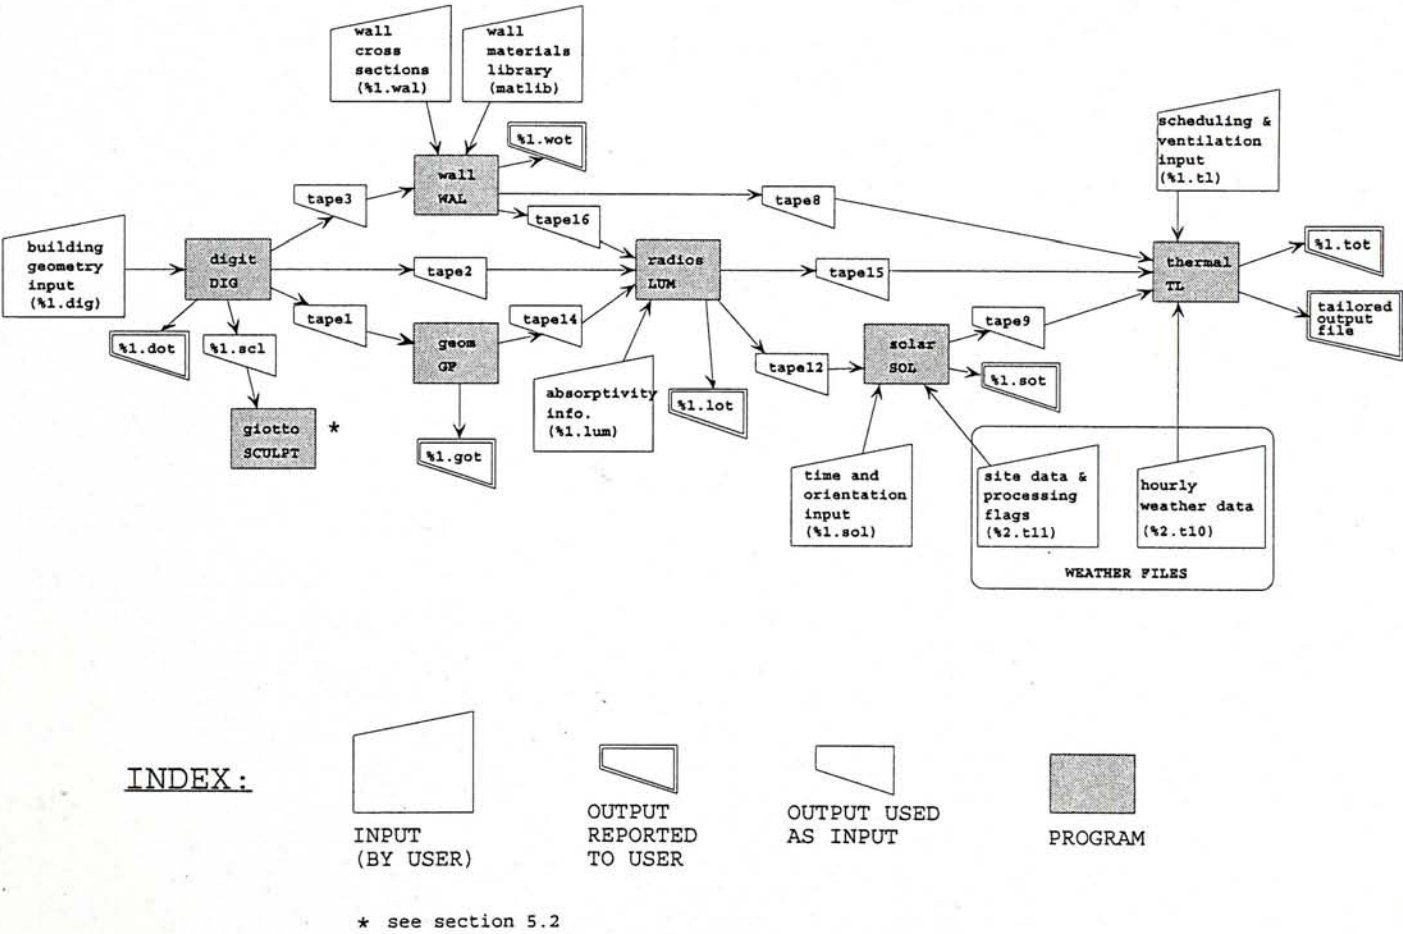 wall
cross
sections
(%1.wal)
wall
materials
library
(matlib)
%1.wot
scheduling &
ventilation
input
(%1.tl)
wall
WAL
tape3
tape8
tape16
building
geometry
input
(%1.dig)
digit
DIG
tape2
radios
LUM
tape15
thermal
TL
%1.tot
tailored
output
file
%1.dot
%1.scl
tape1
geom
GF
tape14
tape12
solar
SOL
tape9
%1.sot
giotto
SCULPT
*
%1.got
absorptivity
info.
(%1.lum)
%1.lot
time and
orientation
input
(%1.sol)
site data &
processing
flags
(%2.t11)
hourly
weather data
(%2.t10)
WEATHER FILES
INDEX:
INPUT
(BY USER)
OUTPUT
REPORTED
TO USER
OUTPUT USED
AS INPUT
PROGRAM
* see section 5.2